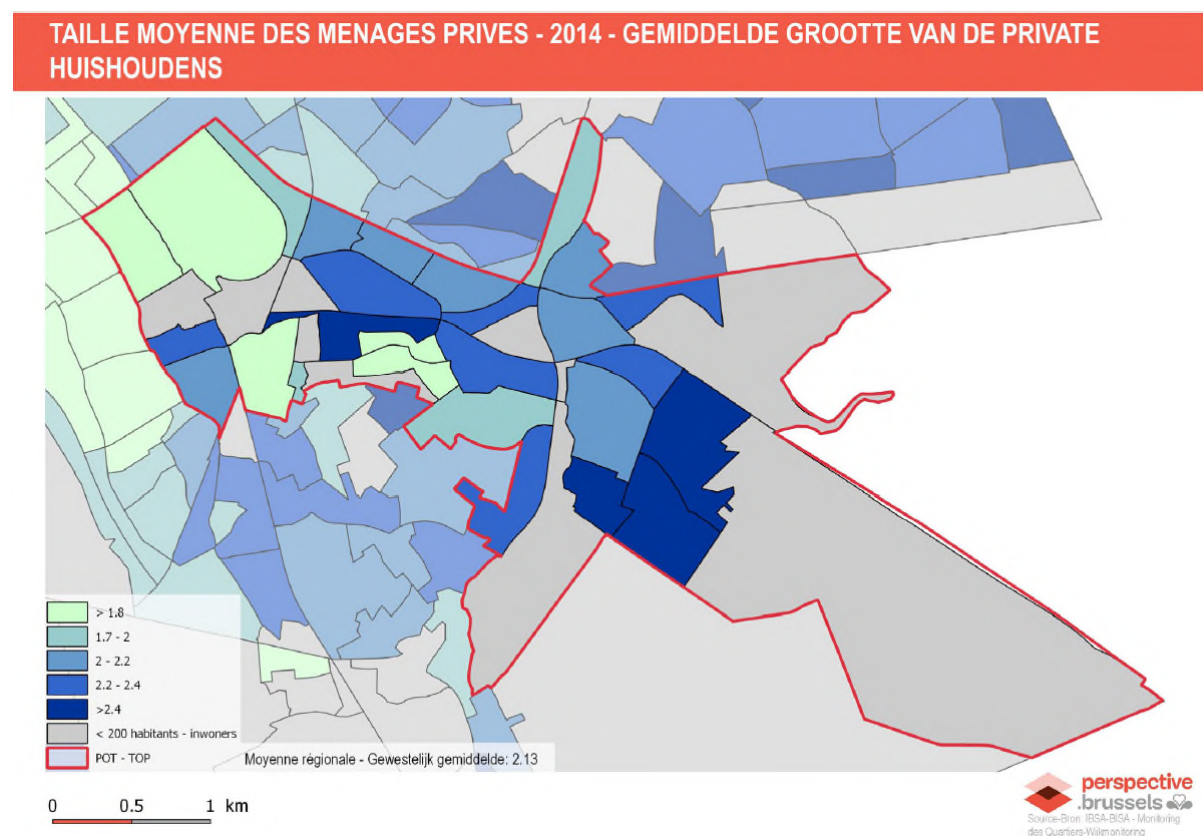 TAILLE MOYENNE DES MENAGES PRIVES - 2014 - GEMIDDELDE GROOTTE VAN DE PRIVATE
HUISHOUDENS
> 1.8
1.7 - 2
2 - 2.2
2.2 - 2.4
>2.4
< 200 habitants - inwoners
POT - TOP
Moyenne régionale - Gewestelijk gemiddelde: 2.13
0 0.5 1 km
perspective
.brussels
Source-Bron: IBSA-BISA - Monitoring
des Quartiers-Wijkmonitoring